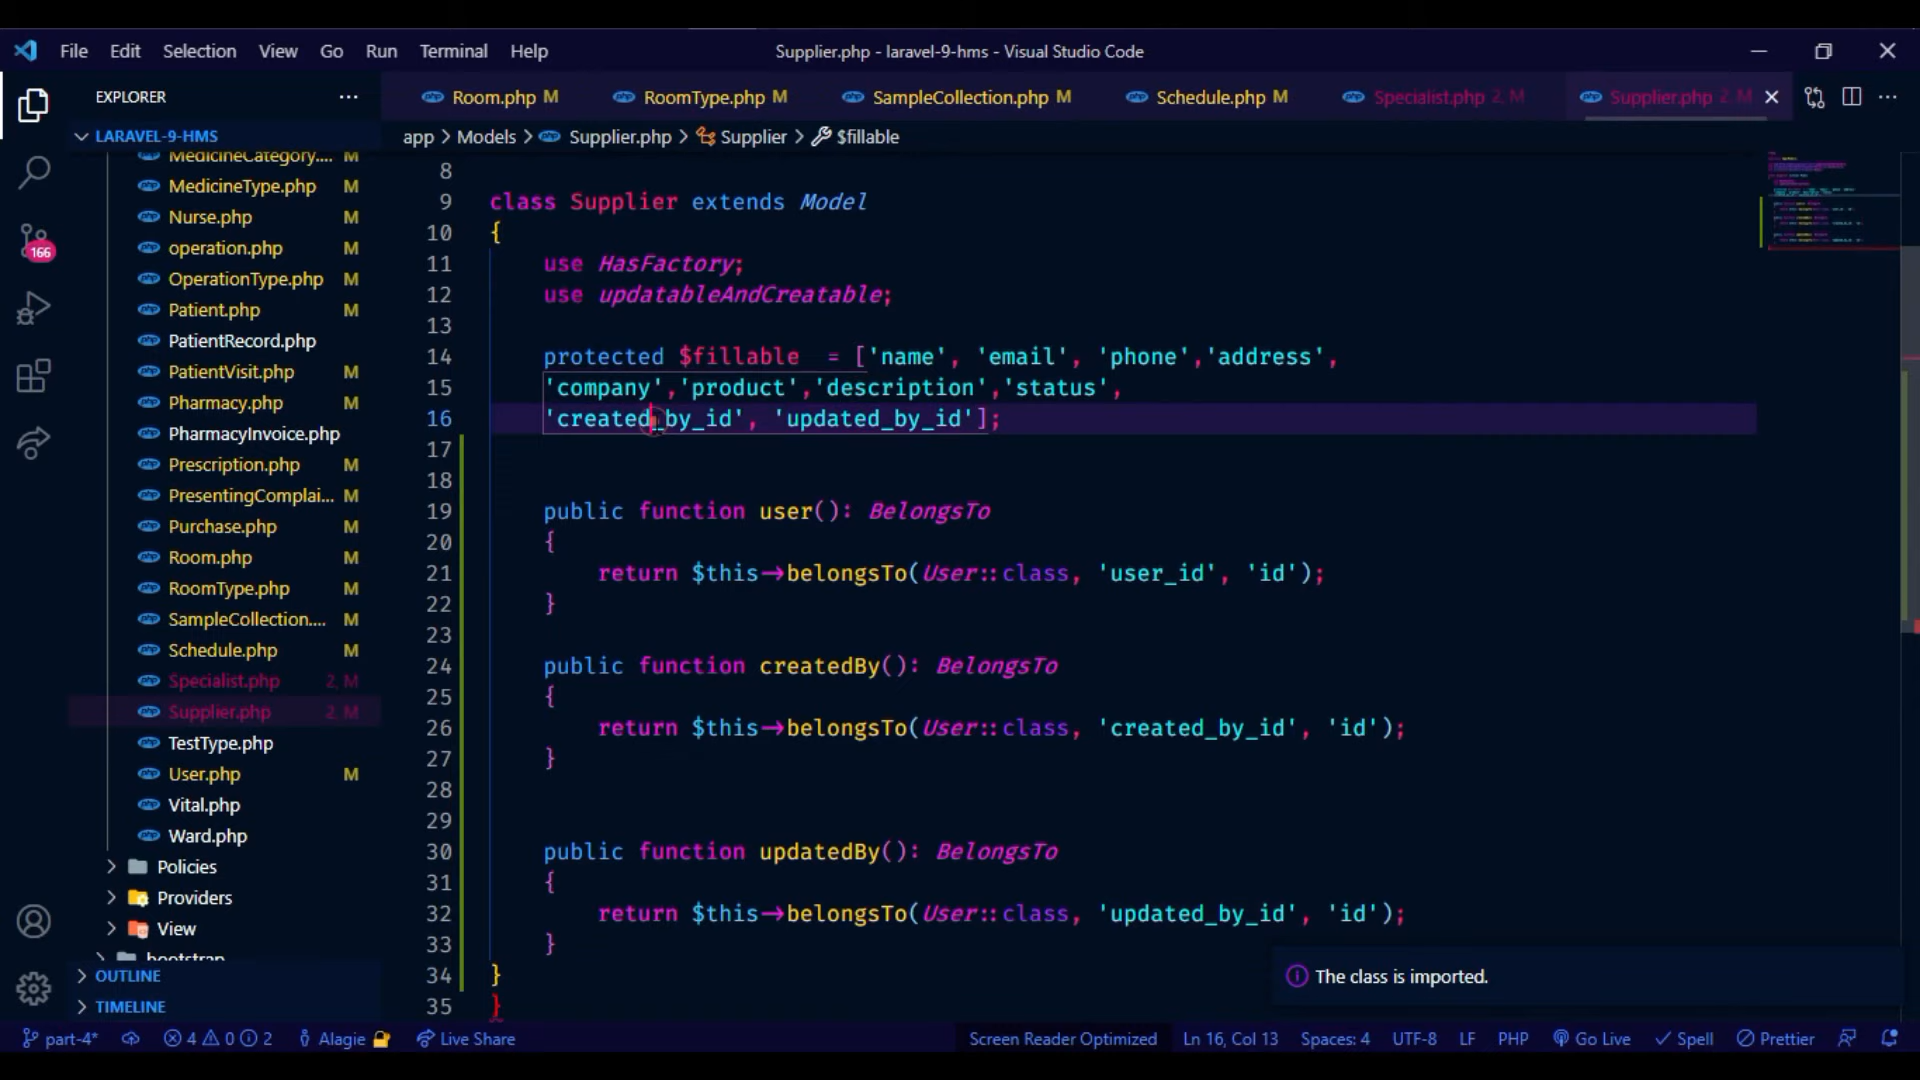 File Edit Selection View Go Run Terminal Help
Supplier.php - laravel-9-hms - Visual Studio Code
EXPLORER
Room.php M
RoomType.php M
SampleCollection.php M
Schedule.php M
Specialist.php 2, M
Supplier.php 2, M
LARAVEL-9-HMS
app > Models > Supplier.php > Supplier > $fillable
MedicineCategory.... M
MedicineType.php M
Nurse.php M
operation.php M
OperationType.php M
Patient.php M
PatientRecord.php
PatientVisit.php M
Pharmacy.php M
PharmacyInvoice.php
Prescription.php M
PresentingComplai... M
Purchase.php M
Room.php M
RoomType.php M
SampleCollection.... M
Schedule.php M
Specialist.php 2, M
Supplier.php 2, M
TestType.php
User.php M
Vital.php
Ward.php
Policies
Providers
View
bootstrap
OUTLINE
TIMELINE
166
8
9 class Supplier extends Model
10 {
11 use HasFactory;
12 use updatableAndCreatable;
13
14 protected $fillable  = ['name', 'email', 'phone','address',
15 'company','product','description','status',
16 'created_by_id', 'updated_by_id'];
17
18
19 public function user(): BelongsTo
20 {
21 return $this->belongsTo(User::class, 'user_id', 'id');
22 }
23
24 public function createdBy(): BelongsTo
25 {
26 return $this->belongsTo(User::class, 'created_by_id', 'id');
27 }
28
29
30 public function updatedBy(): BelongsTo
31 {
32 return $this->belongsTo(User::class, 'updated_by_id', 'id');
33 }
34 }
35 }
The class is imported.
part-4* 4 0 2 Alagie Live Share Screen Reader Optimized Ln 16, Col 13 Spaces: 4 UTF-8 LF PHP Go Live Spell Prettier